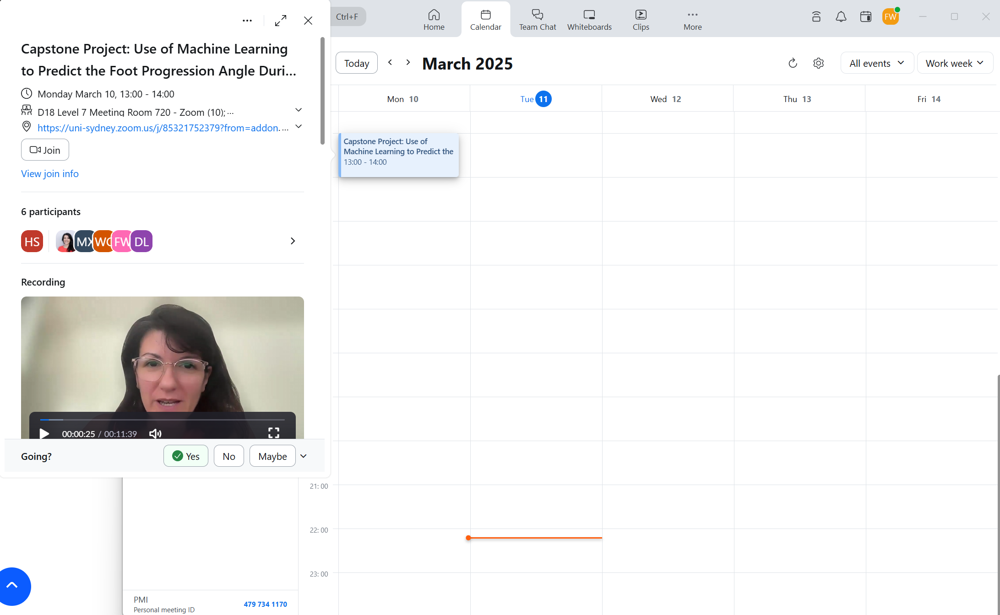 Capstone Project: Use of Machine Learning
to Predict the Foot Progression Angle Duri...
Monday March 10, 13:00 - 14:00
D18 Level 7 Meeting Room 720 - Zoom (10);...
https://uni-sydney.zoom.us/j/85321752379?from=addon....
Join
View join info
6 participants
HS MX WC FW DL
Recording
00:00:25 / 00:11:39
Going? Yes No Maybe
Ctrl+F
Home
Calendar
Team Chat
Whiteboards
Clips
More
FW
Today March 2025 All events Work week
Mon 10 Tue 11 Wed 12 Thu 13 Fri 14
Capstone Project: Use of
Machine Learning to Predict the
13:00 - 14:00
21:00
22:00
23:00
PMI
Personal meeting ID
479 734 1170